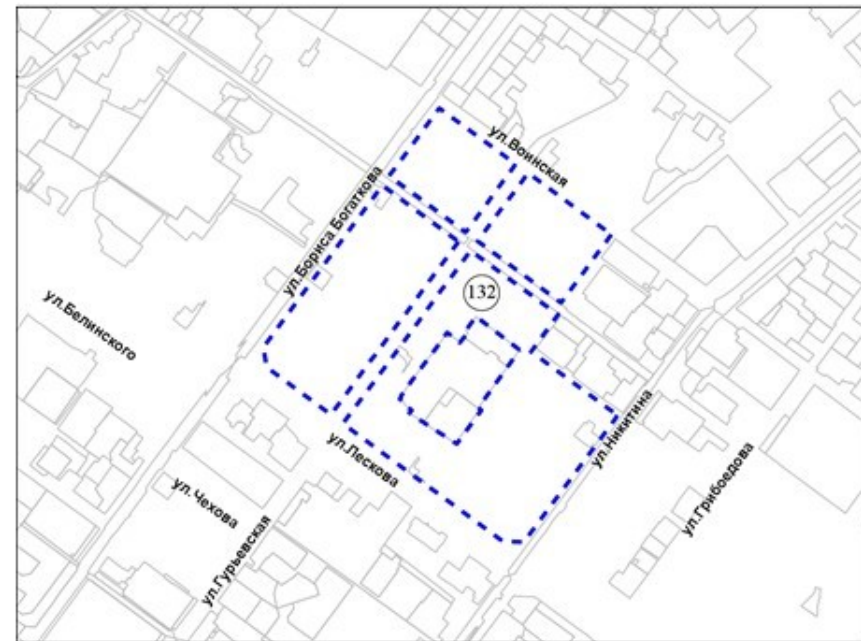 ул.Воинская
ул.Бориса Богаткова
132
ул.Белинского
ул.Никитина
ул.Лескова
ул.Грибоедова
ул.Чехова
ул.Гурьевская